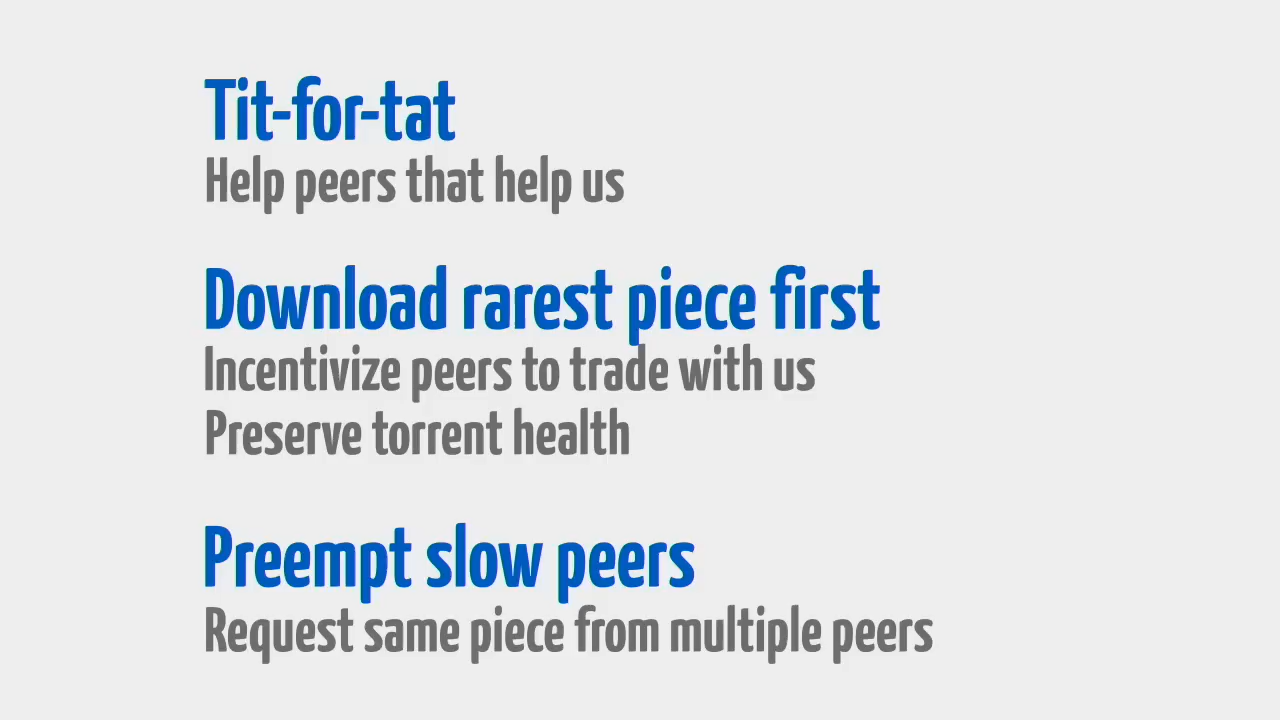 Tit-for-tat
Help peers that help us
Download rarest piece first
Incentivize peers to trade with us
Preserve torrent health
Preempt slow peers
Request same piece from multiple peers